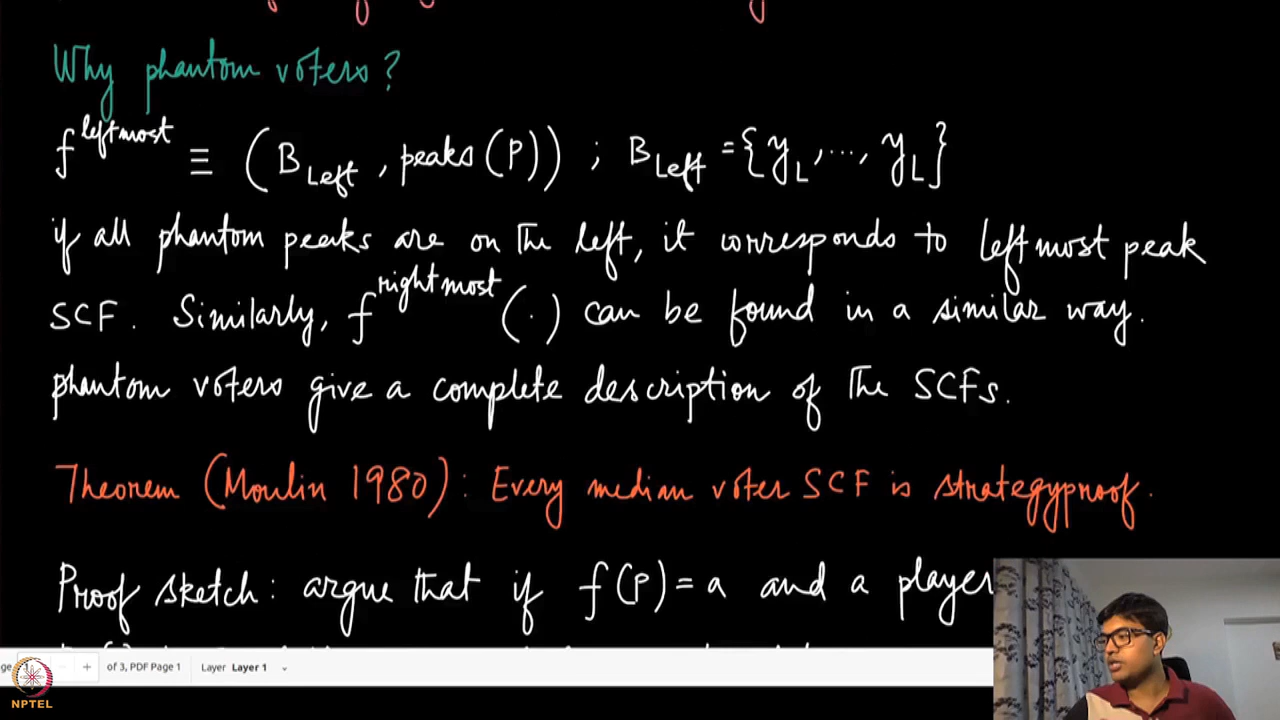 Why phantom voters?
f^leftmost ≡ (B_Left, peaks(P)) ; B_Left = {y_L, ..., y_L}
if all phantom peaks are on the left, it corresponds to leftmost peak
SCF. Similarly, f^rightmost(·) can be found in a similar way.
phantom voters give a complete description of the SCFs.
Theorem (Moulin 1980): Every median voter SCF is strategyproof.
Proof sketch: argue that if f(P) = a and a player
of 3, PDF Page 1 Layer Layer 1
NPTEL